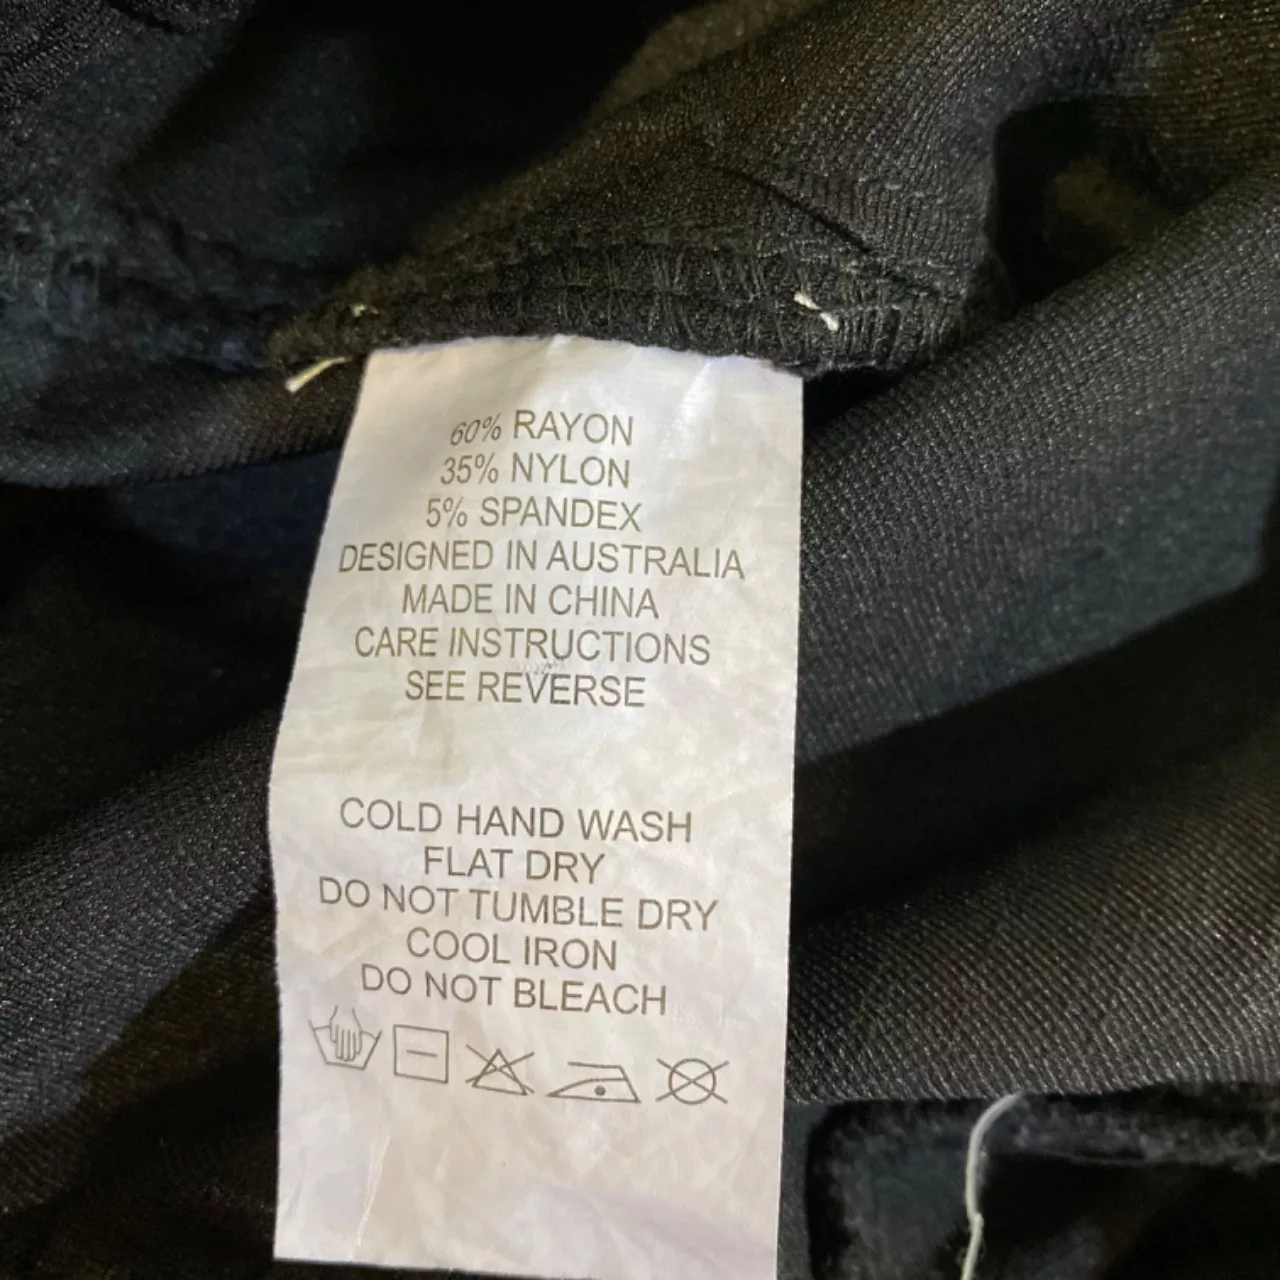 60% RAYON
35% NYLON
5% SPANDEX
DESIGNED IN AUSTRALIA
MADE IN CHINA
CARE INSTRUCTIONS
SEE REVERSE
COLD HAND WASH
FLAT DRY
DO NOT TUMBLE DRY
COOL IRON
DO NOT BLEACH